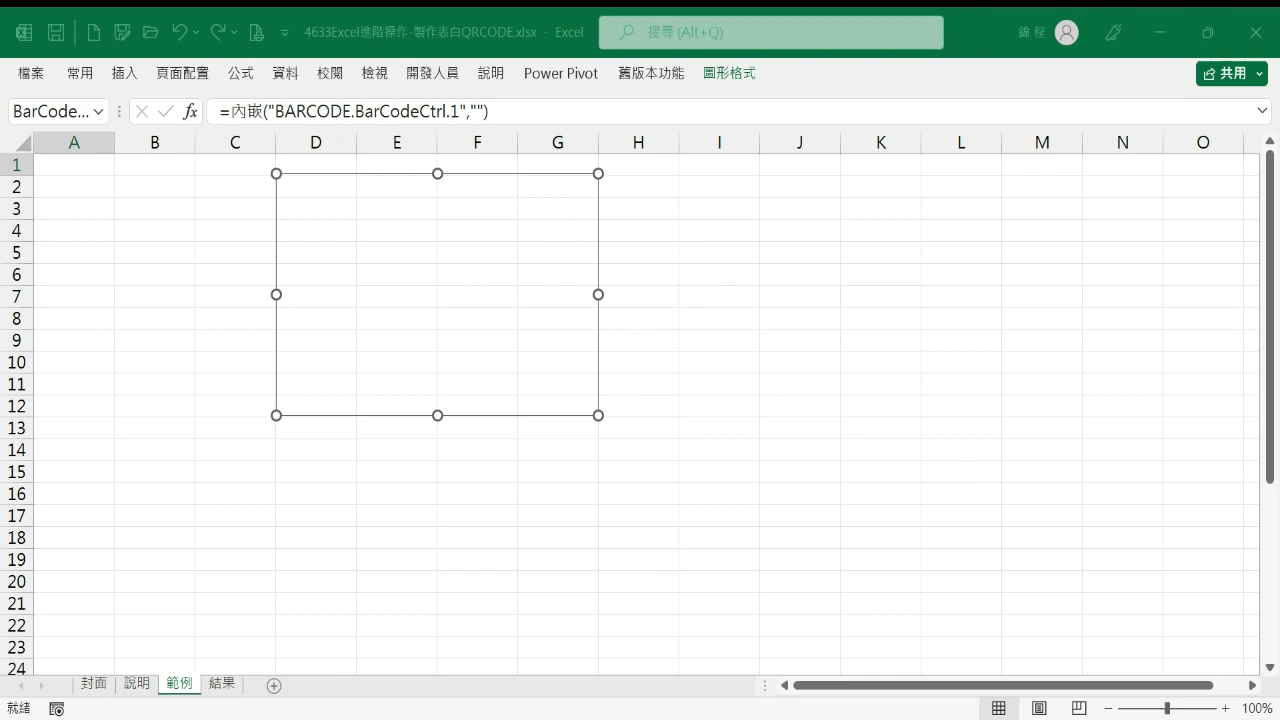 4633Excel進階操作-製作表白QRCODE.xlsx - Excel
搜尋 (Alt+Q)
錦 程
檔案 常用 插入 頁面配置 公式 資料 校閱 檢視 開發人員 說明 Power Pivot 舊版本功能 圖形格式
共用
BarCode...
fx
=內嵌("BARCODE.BarCodeCtrl.1","")
A B C D E F G H I J K L M N O
1
2
3
4
5
6
7
8
9
10
11
12
13
14
15
16
17
18
19
20
21
22
23
24
封面 說明 範例 結果
就緒
100%